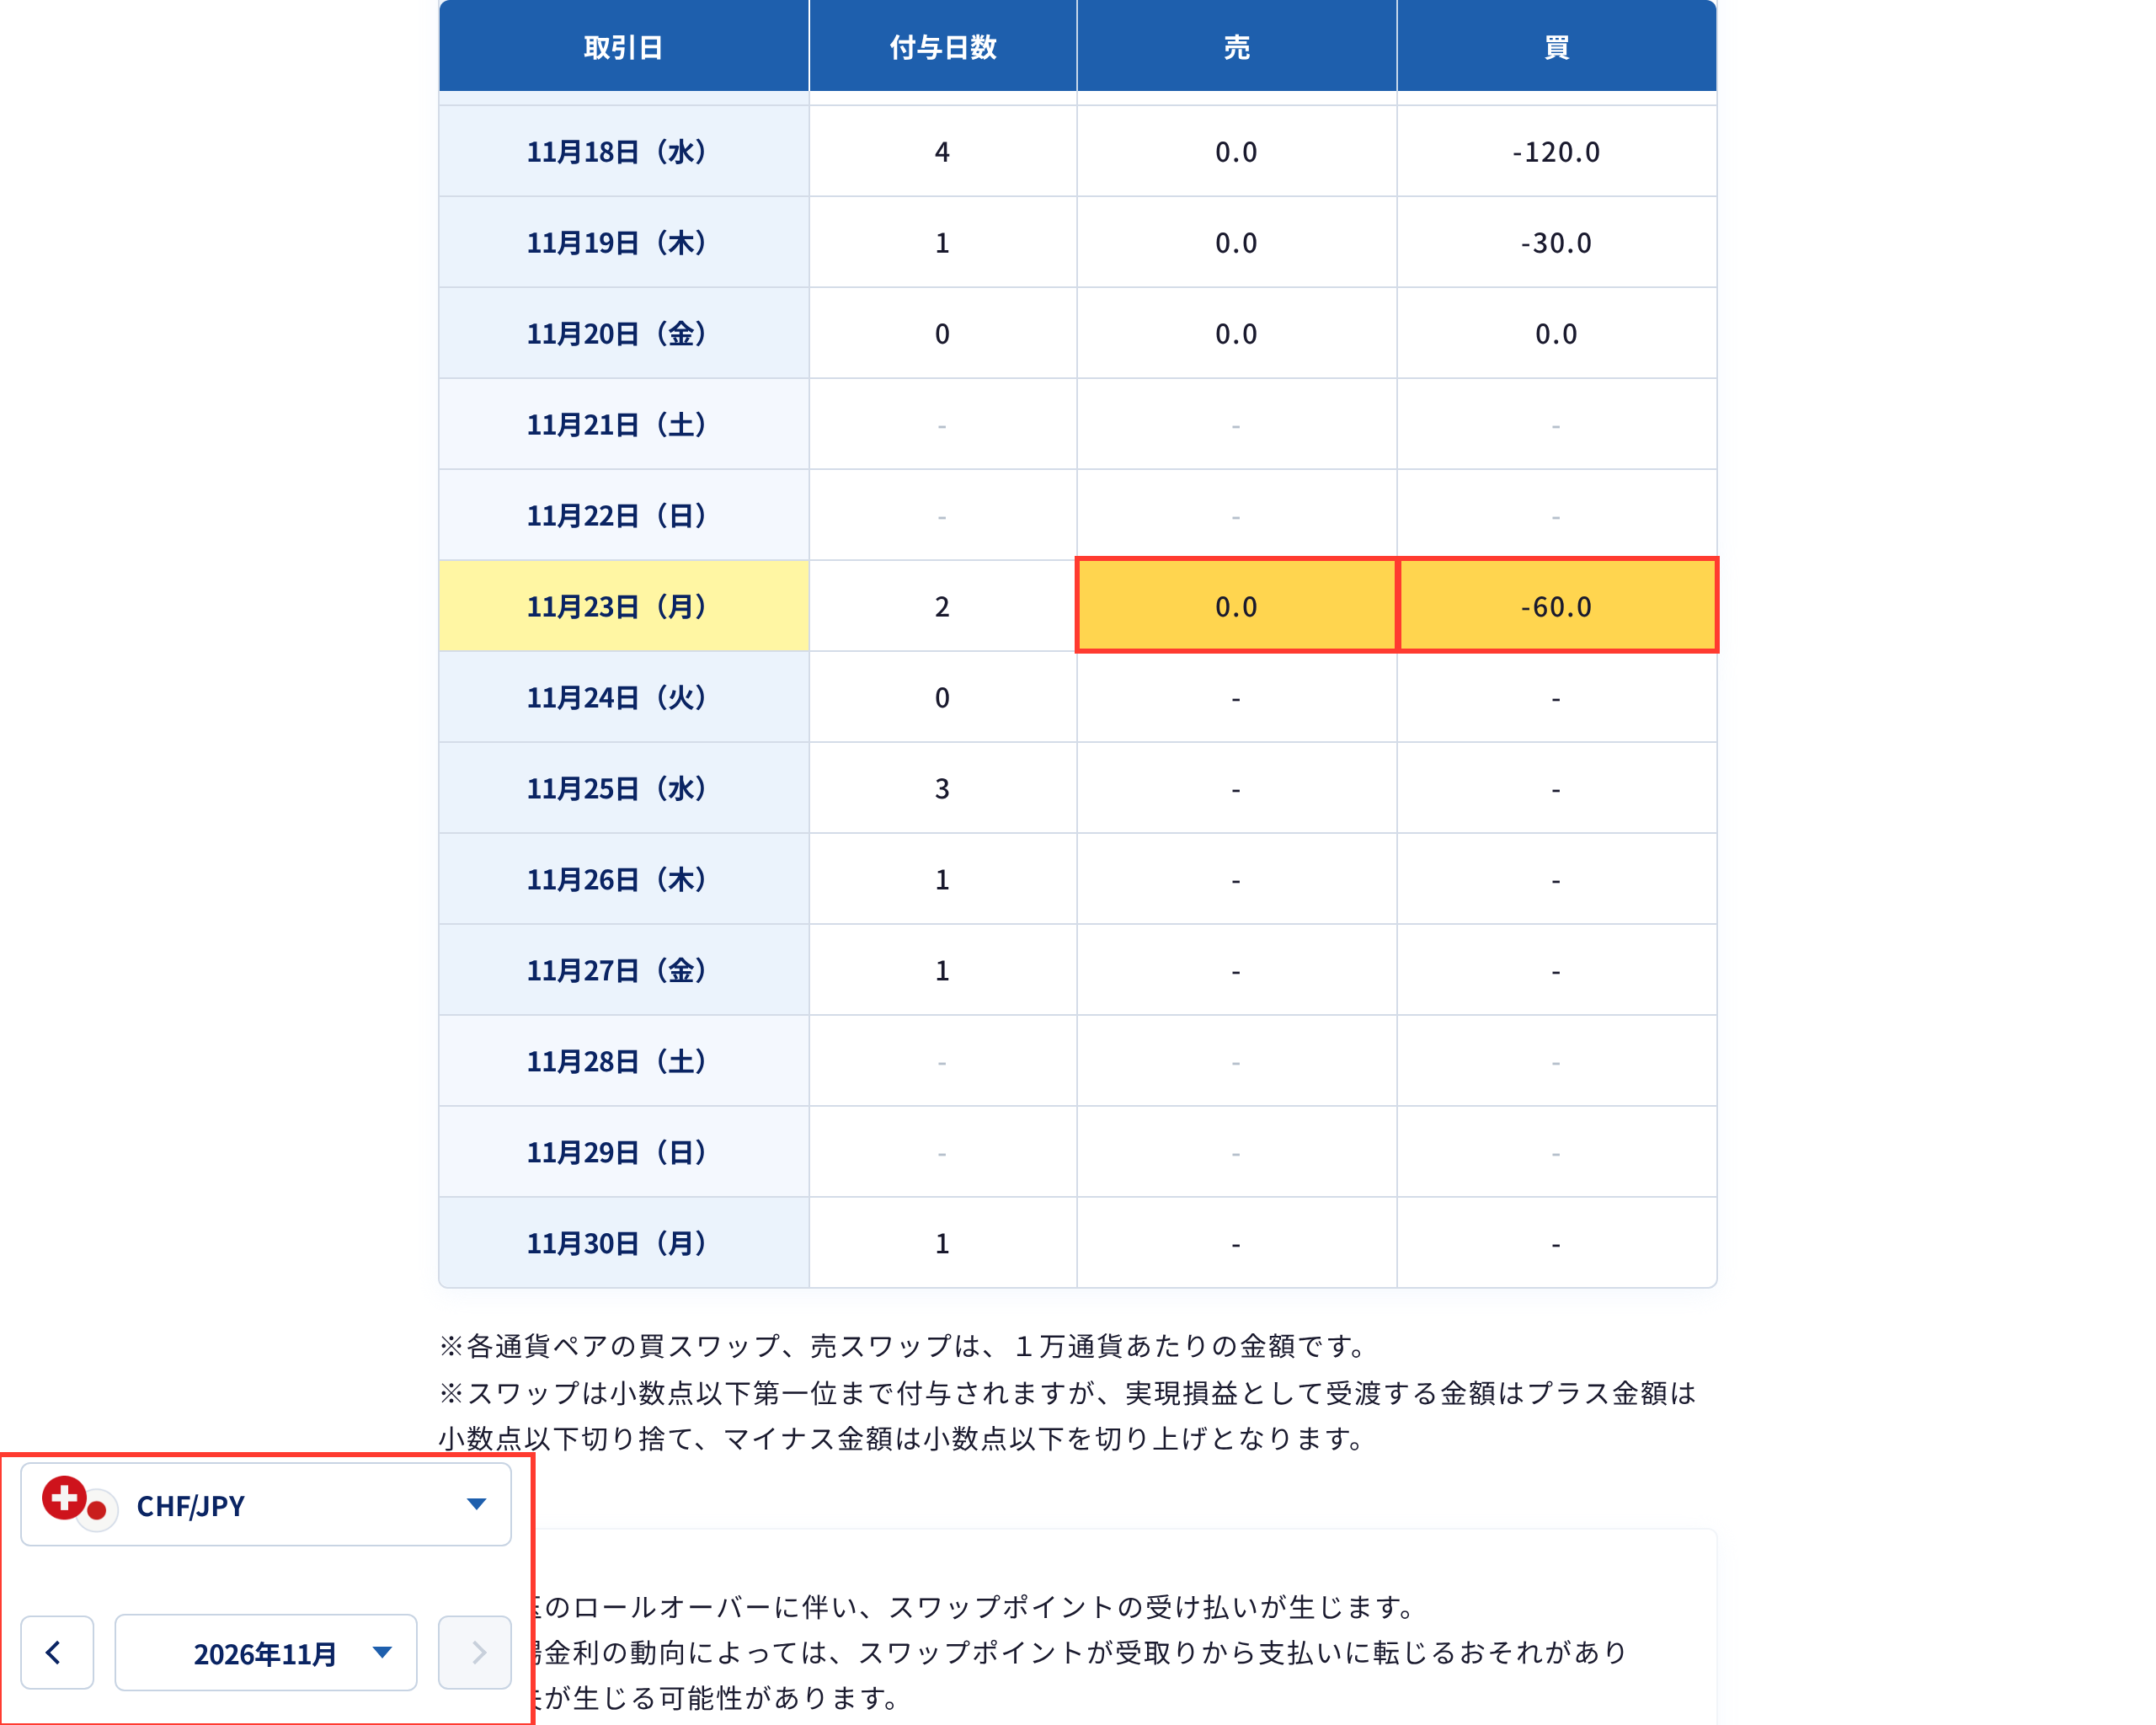 取引日 付与日数 売 買
11月18日（水） 4 0.0 -120.0
11月19日（木） 1 0.0 -30.0
11月20日（金） 0 0.0 0.0
11月21日（土） - - -
11月22日（日） - - -
11月23日（月） 2 0.0 -60.0
11月24日（火） 0 - -
11月25日（水） 3 - -
11月26日（木） 1 - -
11月27日（金） 1 - -
11月28日（土） - - -
11月29日（日） - - -
11月30日（月） 1 - -
※各通貨ペアの買スワップ、売スワップは、１万通貨あたりの金額です。
※スワップは小数点以下第一位まで付与されますが、実現損益として受渡する金額はプラス金額は
小数点以下切り捨て、マイナス金額は小数点以下を切り上げとなります。
CHF/JPY
のロールオーバーに伴い、スワップポイントの受け払いが生じます。
2026年11月
金利の動向によっては、スワップポイントが受取りから支払いに転じるおそれがあり
が生じる可能性があります。